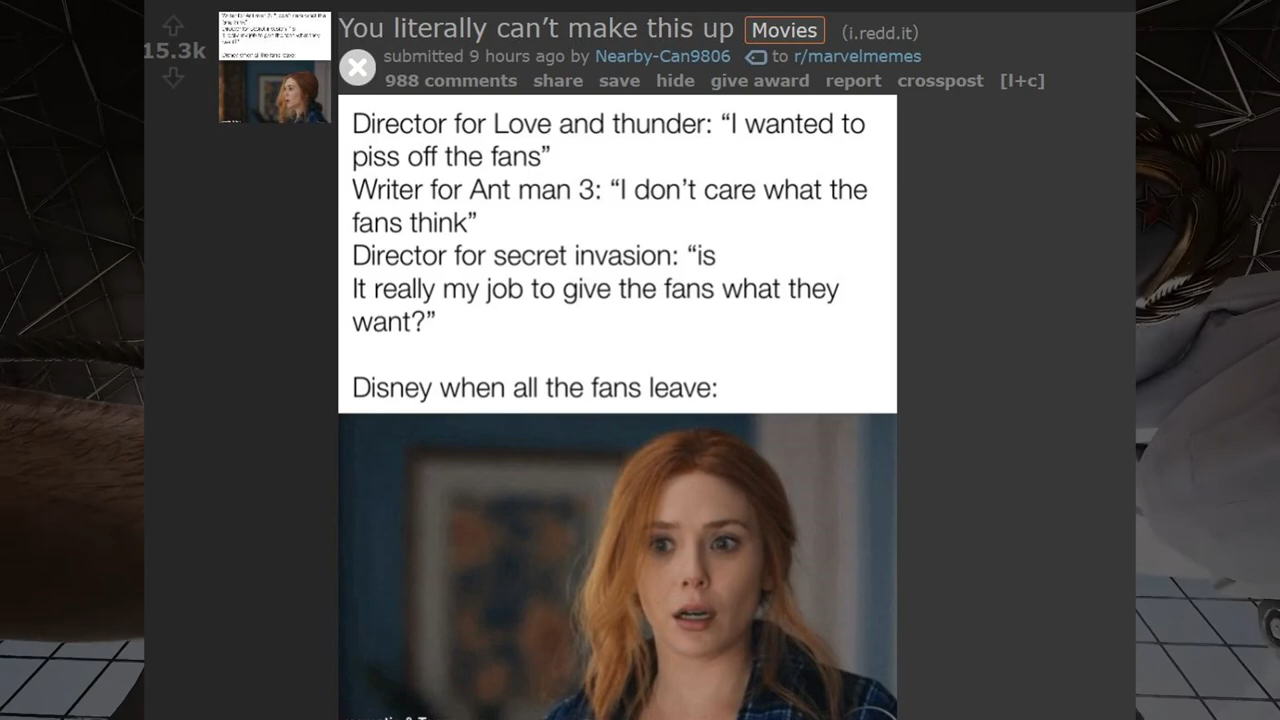 You literally can’t make this up Movies (i.redd.it)
15.3k
submitted 9 hours ago by Nearby-Can9806 to r/marvelmemes
988 comments share save hide give award report crosspost [l+c]
Director for Love and thunder: “I wanted to
piss off the fans”
Writer for Ant man 3: “I don’t care what the
fans think”
Director for secret invasion: “is
It really my job to give the fans what they
want?”
Disney when all the fans leave: